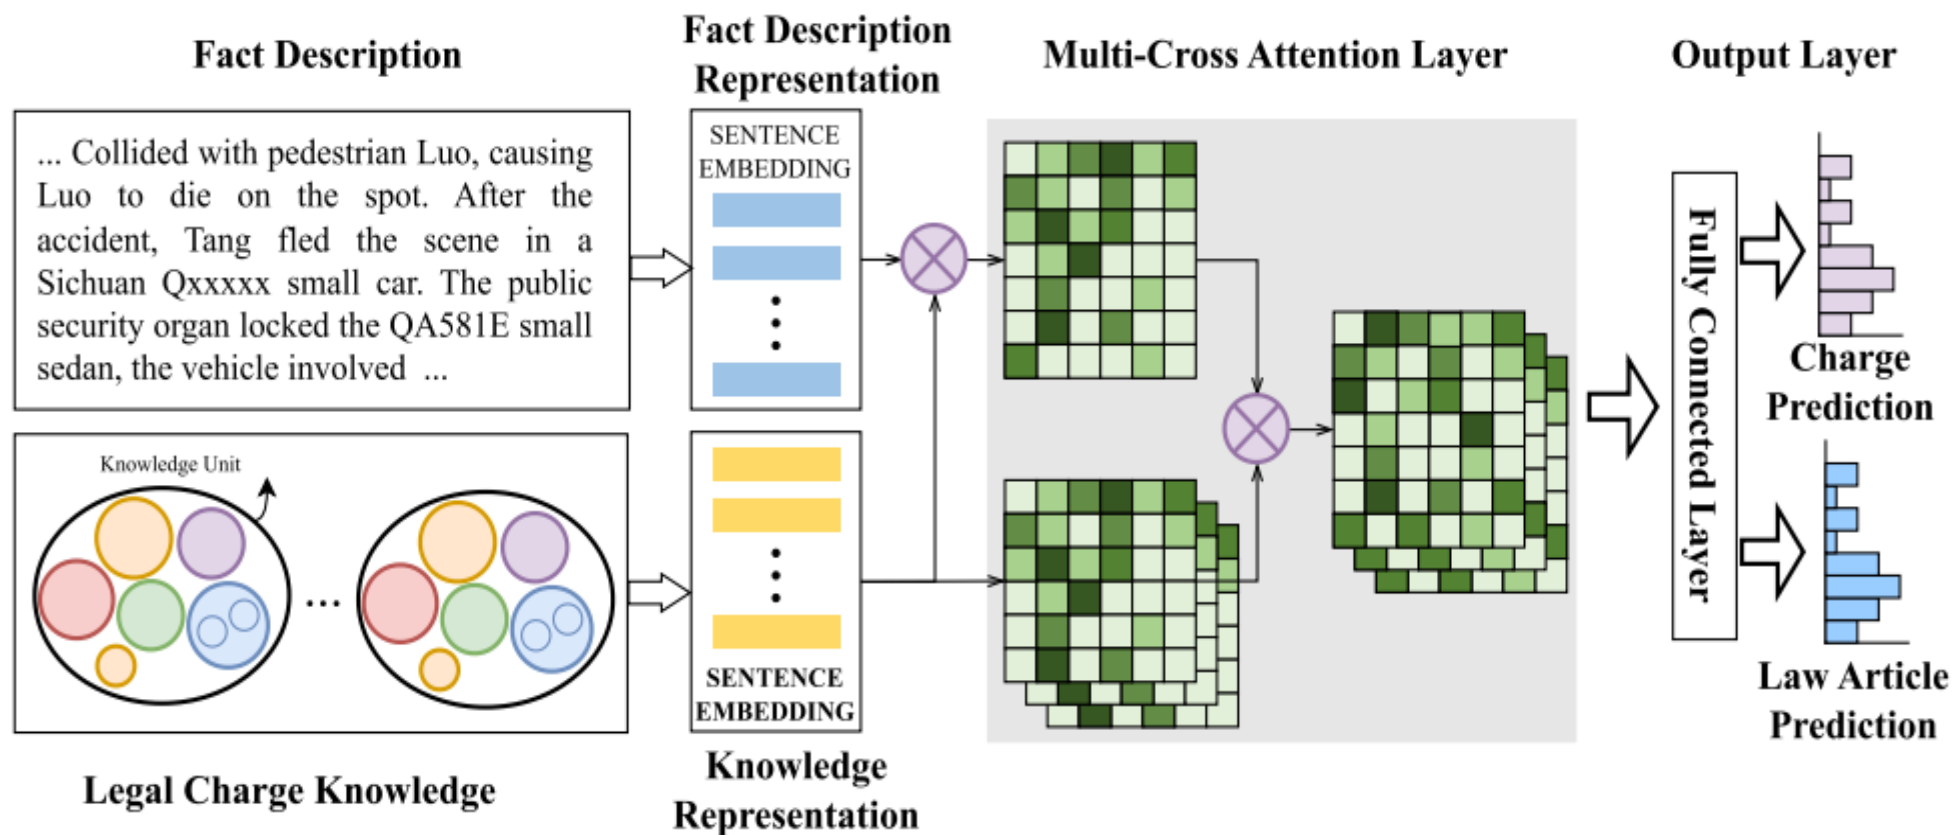 Fact Description
Fact Description
Representation
Multi-Cross Attention Layer
Output Layer
... Collided with pedestrian Luo, causing
Luo to die on the spot. After the
accident, Tang fled the scene in a
Sichuan Qxxxxx small car. The public
security organ locked the QA581E small
sedan, the vehicle involved ...
SENTENCE
EMBEDDING
Knowledge Unit
...
SENTENCE
EMBEDDING
Legal Charge Knowledge
Knowledge
Representation
Fully Connected Layer
Charge
Prediction
Law Article
Prediction